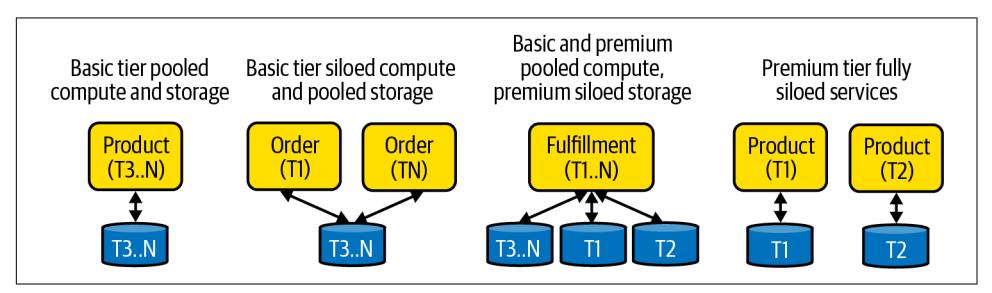 Basic tier pooled
compute and storage
Product
(T3..N)
T3..N
Basic tier siloed compute
and pooled storage
Order
(T1)
Order
(TN)
T3..N
Basic and premium
pooled compute,
premium siloed storage
Fulfillment
(T1..N)
T3..N
T1
T2
Premium tier fully
siloed services
Product
(T1)
Product
(T2)
T1
T2